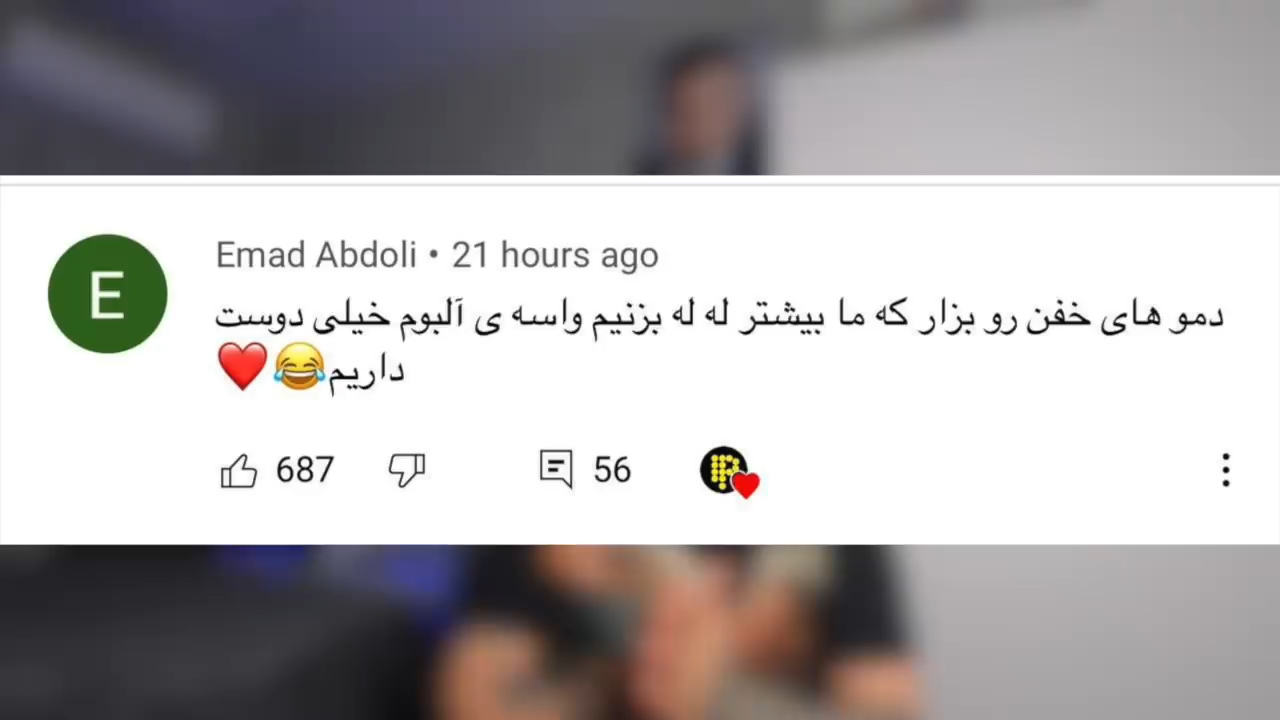 Emad Abdoli • 21 hours ago
دمو های خفن رو بزار که ما بیشتر له له بزنیم واسه ی آلبوم خیلی دوست
داریم😂❤️
687 56
E